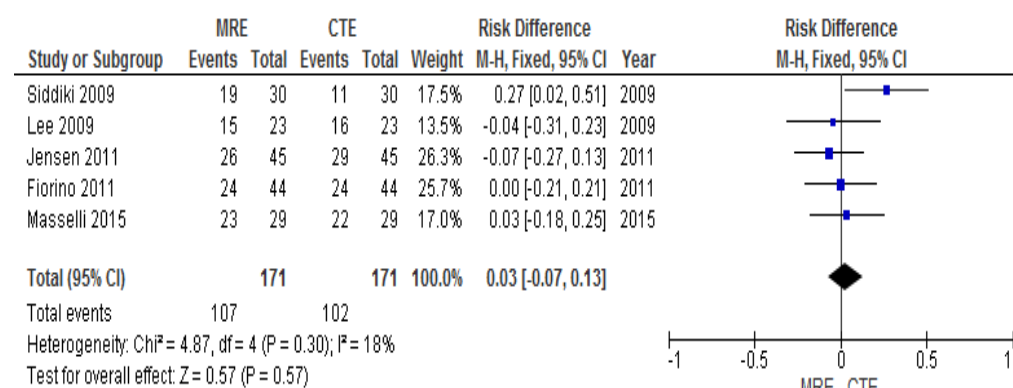 MRE CTE Risk Difference Risk Difference
Study or Subgroup Events Total Events Total Weight M-H, Fixed, 95% CI Year M-H, Fixed, 95% CI
Siddiki 2009 19 30 11 30 17.5% 0.27 [0.02, 0.51] 2009
Lee 2009 15 23 16 23 13.5% -0.04 [-0.31, 0.23] 2009
Jensen 2011 26 45 29 45 26.3% -0.07 [-0.27, 0.13] 2011
Fiorino 2011 24 44 24 44 25.7% 0.00 [-0.21, 0.21] 2011
Masselli 2015 23 29 22 29 17.0% 0.03 [-0.18, 0.25] 2015
Total (95% CI) 171 171 100.0% 0.03 [-0.07, 0.13]
Total events 107 102
Heterogeneity: Chi² = 4.87, df = 4 (P = 0.30); I² = 18%
Test for overall effect: Z = 0.57 (P = 0.57)
-1 -0.5 0 0.5 1
MRE CTE